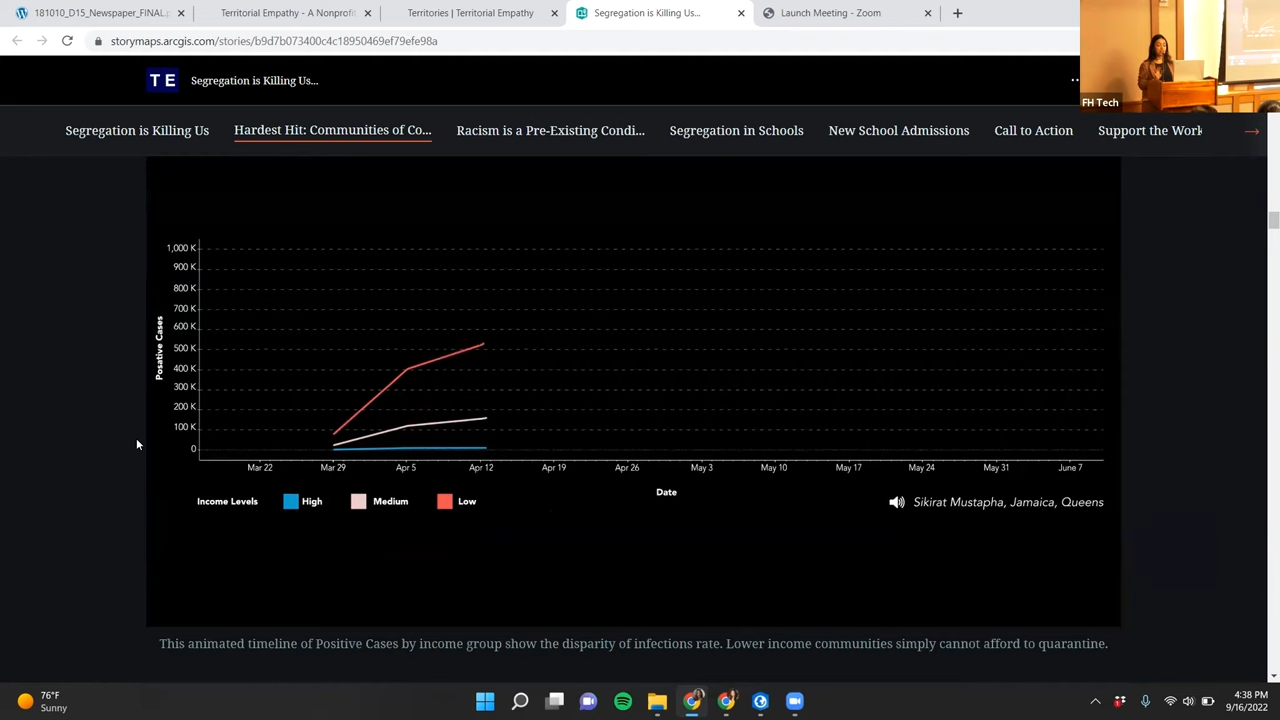 181010_D15_Newspaper_FINAL.p
Territorial Empathy - A Nonprofit
Territories | Territorial Empathy
Segregation is Killing Us...
Launch Meeting - Zoom
storymaps.arcgis.com/stories/b9d7b073400c4c18950469ef79efe98a
FH Tech
T E
Segregation is Killing Us...
Segregation is Killing Us
Hardest Hit: Communities of Co...
Racism is a Pre-Existing Condi...
Segregation in Schools
New School Admissions
Call to Action
Support the Work
1,000 K
900 K
800 K
700 K
600 K
500 K
400 K
300 K
200 K
100 K
0
Posative Cases
Mar 22
Mar 29
Apr 5
Apr 12
Apr 19
Apr 26
May 3
May 10
May 17
May 24
May 31
June 7
Date
Income Levels
High
Medium
Low
Sikirat Mustapha, Jamaica, Queens
This animated timeline of Positive Cases by income group show the disparity of infections rate. Lower income communities simply cannot afford to quarantine.
76°F
Sunny
4:38 PM
9/16/2022